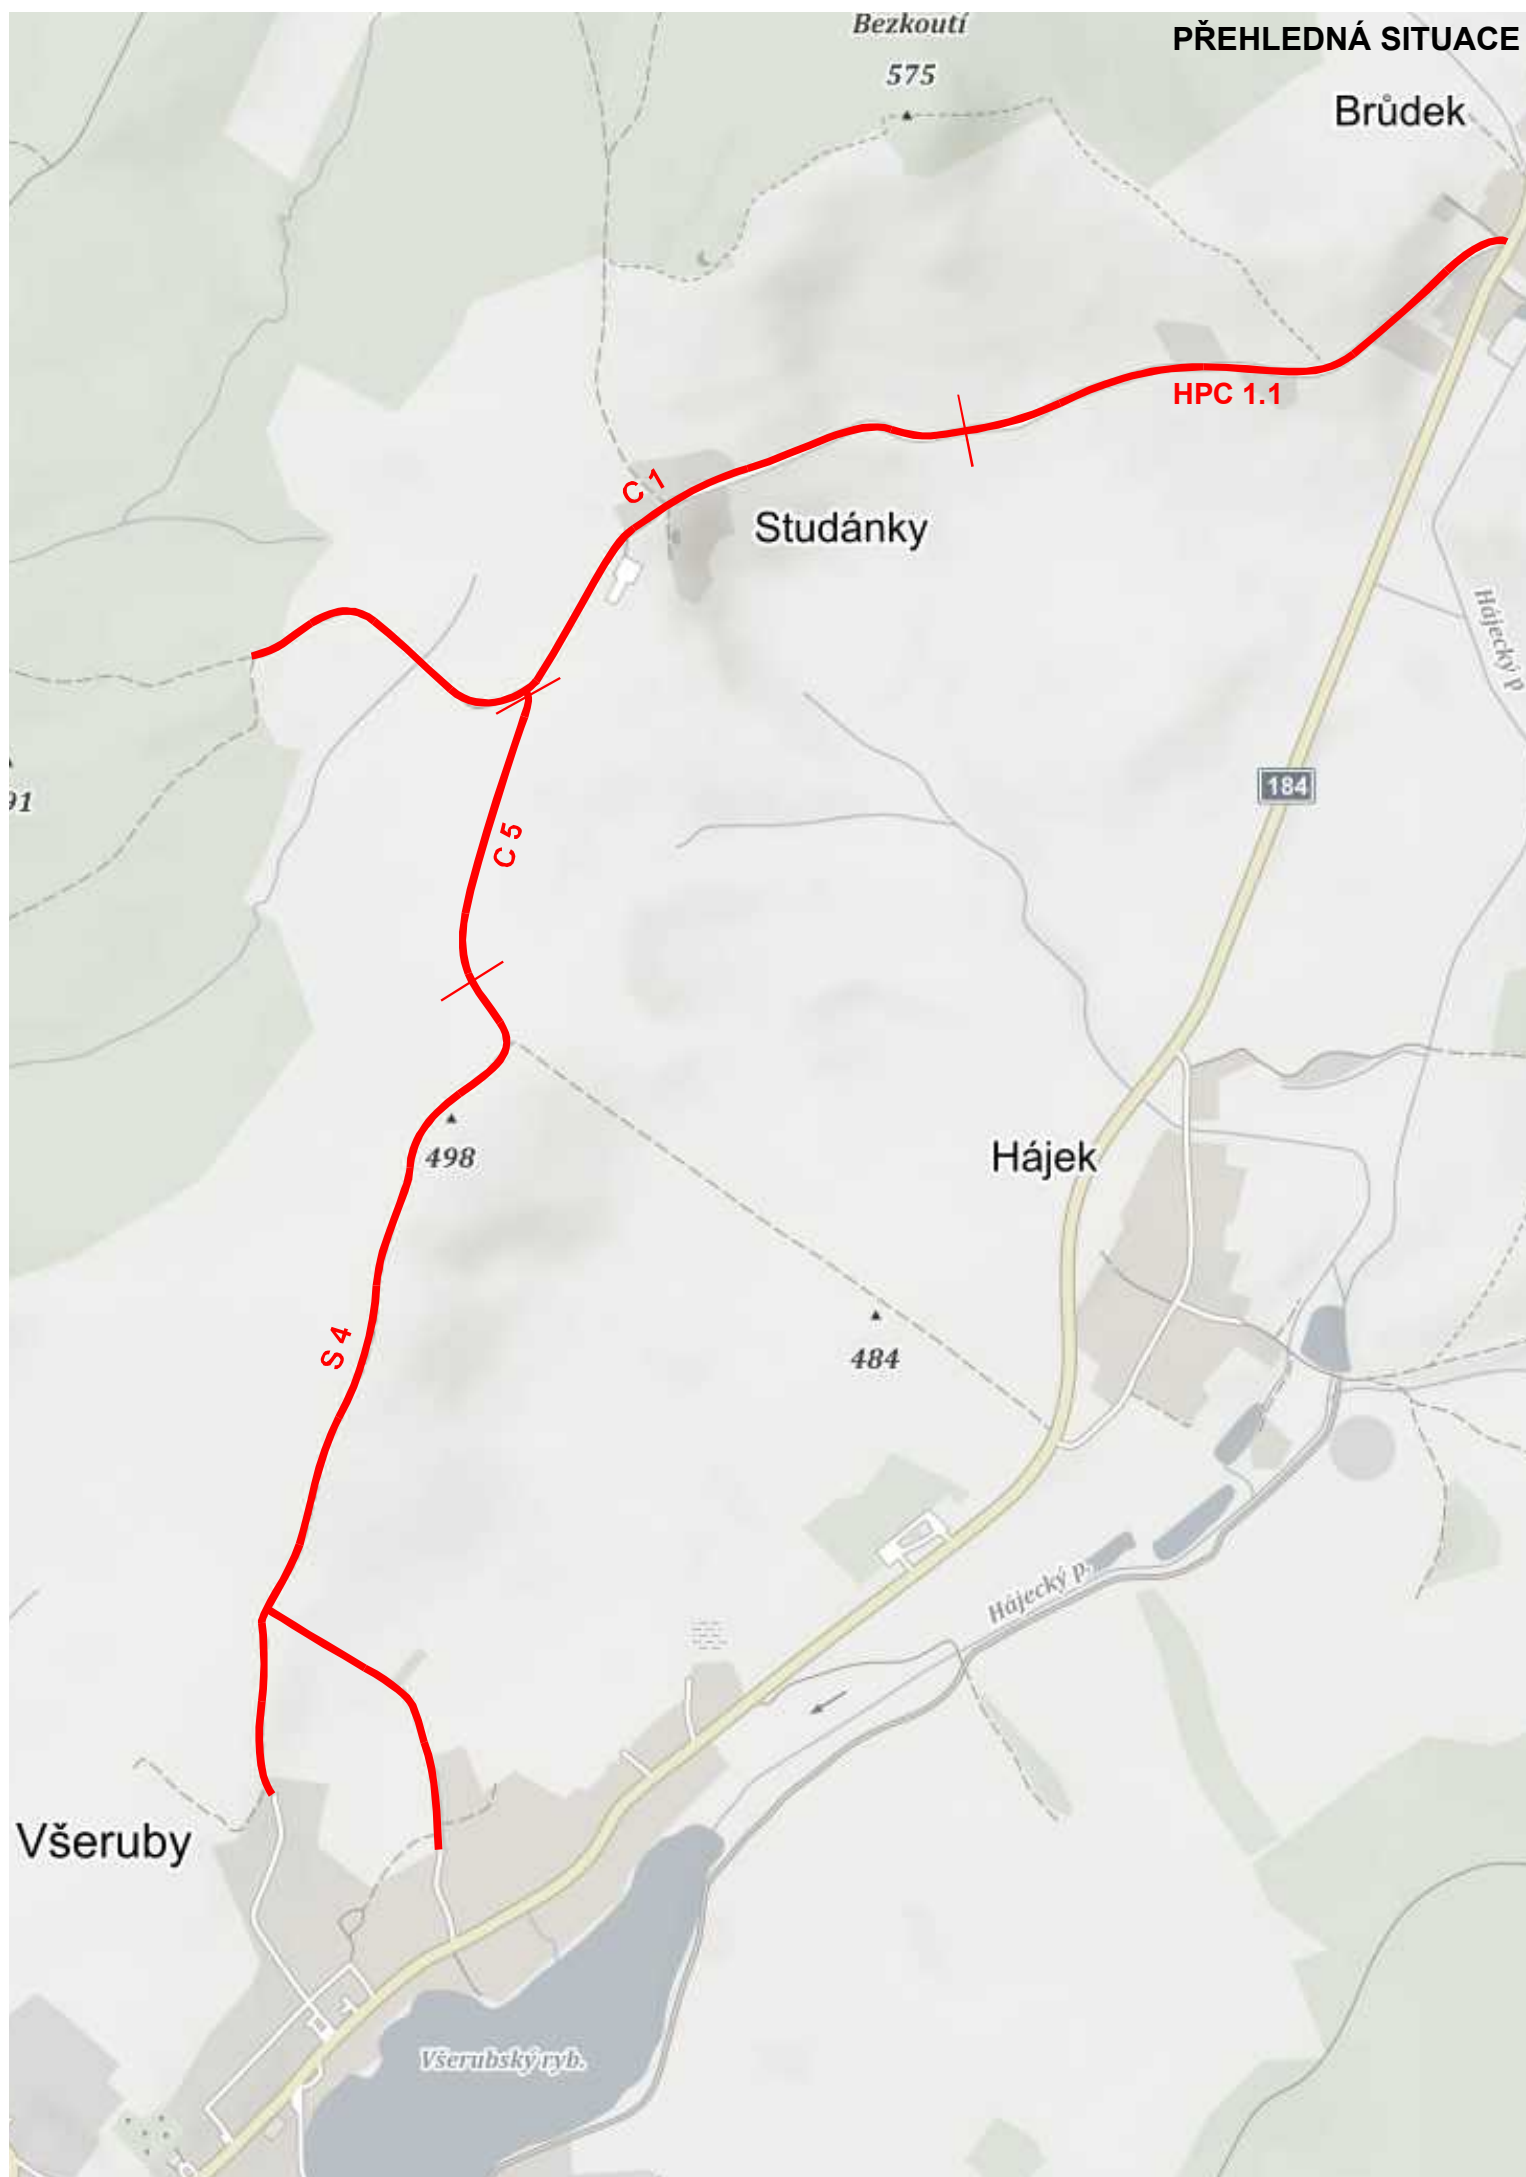 Bezkoutí
PŘEHLEDNÁ SITUACE
575
Brůdek
HPC 1.1
C 1
Studánky
Hájecký p
184
91
C 5
498
Hájek
S 4
484
Hájecký p.
Všeruby
Všerubský ryb.